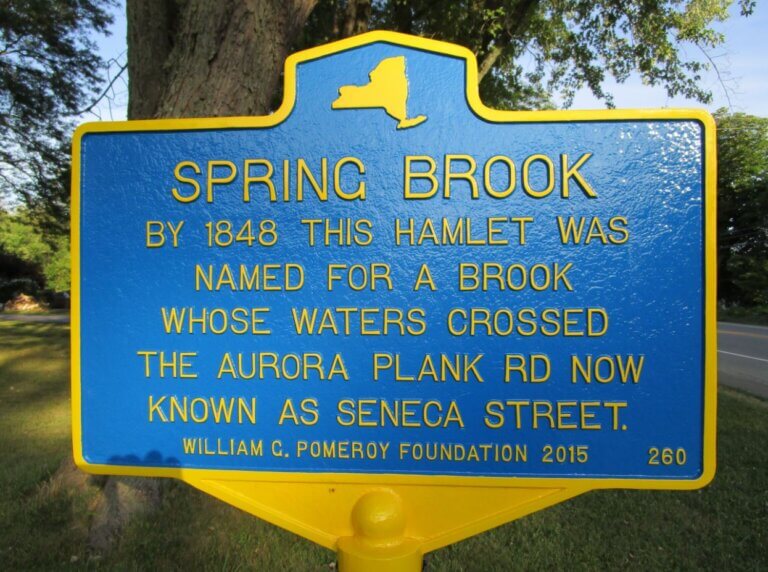 SPRING BROOK
BY 1848 THIS HAMLET WAS
NAMED FOR A BROOK
WHOSE WATERS CROSSED
THE AURORA PLANK RD NOW
KNOWN AS SENECA STREET.
WILLIAM G. POMEROY FOUNDATION 2015 260